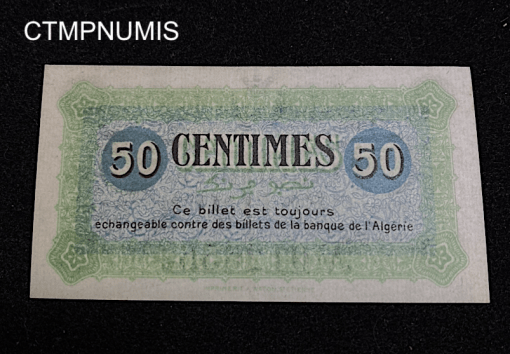 CTMPNUMIS
50 CENTIMES 50
Ce billet est toujours
echangeable contre des billets de la banque de l'Algérie